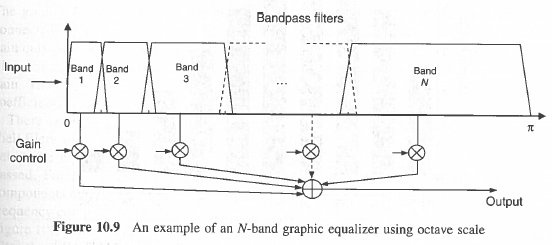 Bandpass filters
Input
Band
1
Band
2
Band
3
...
Band
N
0
π
Gain
control
Output
Figure 10.9 An example of an N-band graphic equalizer using octave scale